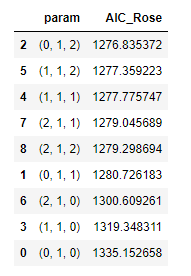 param AIC_Rose
2 (0, 1, 2) 1276.835372
5 (1, 1, 2) 1277.359223
4 (1, 1, 1) 1277.775747
7 (2, 1, 1) 1279.045689
8 (2, 1, 2) 1279.298694
1 (0, 1, 1) 1280.726183
6 (2, 1, 0) 1300.609261
3 (1, 1, 0) 1319.348311
0 (0, 1, 0) 1335.152658